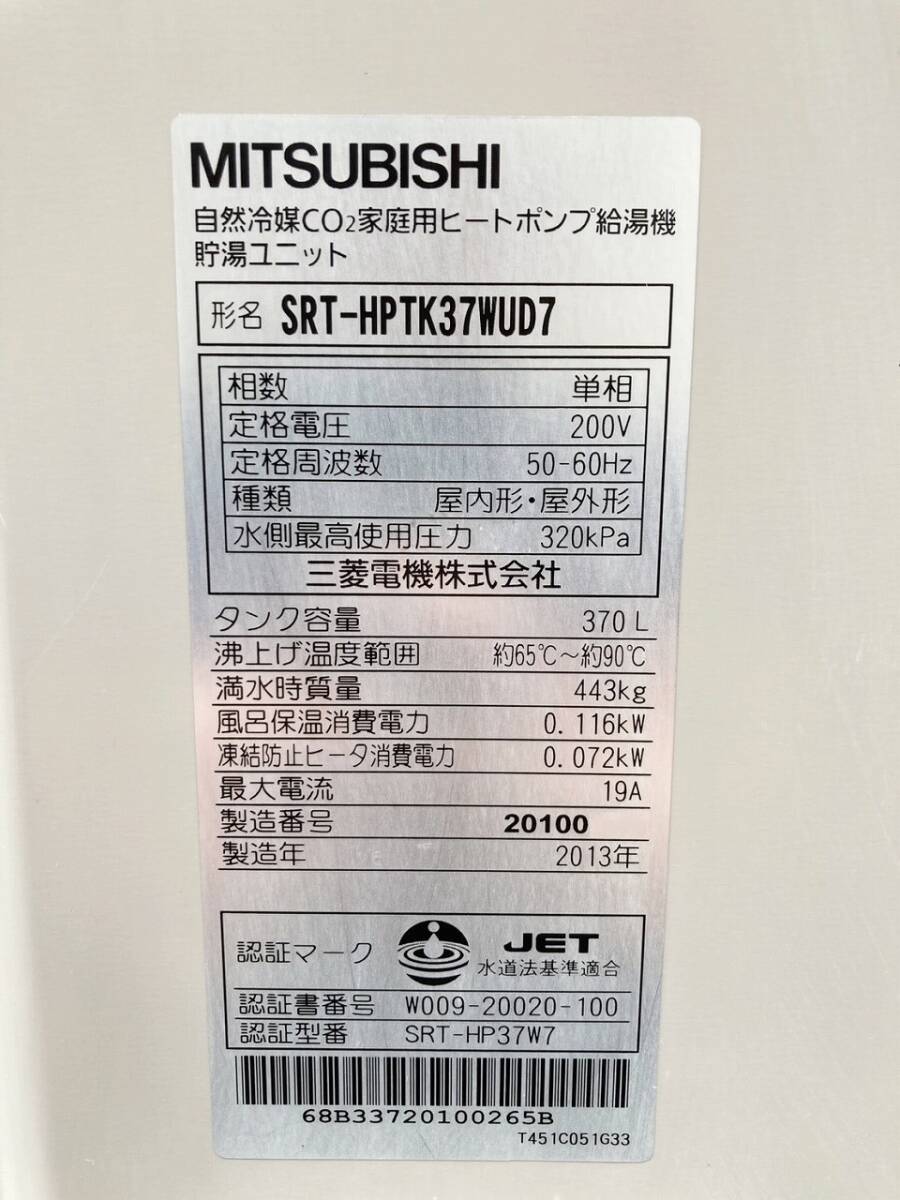 MITSUBISHI
自然冷媒CO₂家庭用ヒートポンプ給湯機
貯湯ユニット
形名 SRT-HPTK37WUD7
相数 単相
定格電圧 200V
定格周波数 50-60Hz
種類 屋内形・屋外形
水側最高使用圧力 320kPa
三菱電機株式会社
タンク容量 370L
沸上げ温度範囲 約65℃～約90℃
満水時質量 443kg
風呂保温消費電力 0.116kW
凍結防止ヒータ消費電力 0.072kW
最大電流 19A
製造番号 20100
製造年 2013年
認証マーク JET
水道法基準適合
認証書番号 W009-20020-100
認証型番 SRT-HP37W7
68B33720100265B
T451C051G33